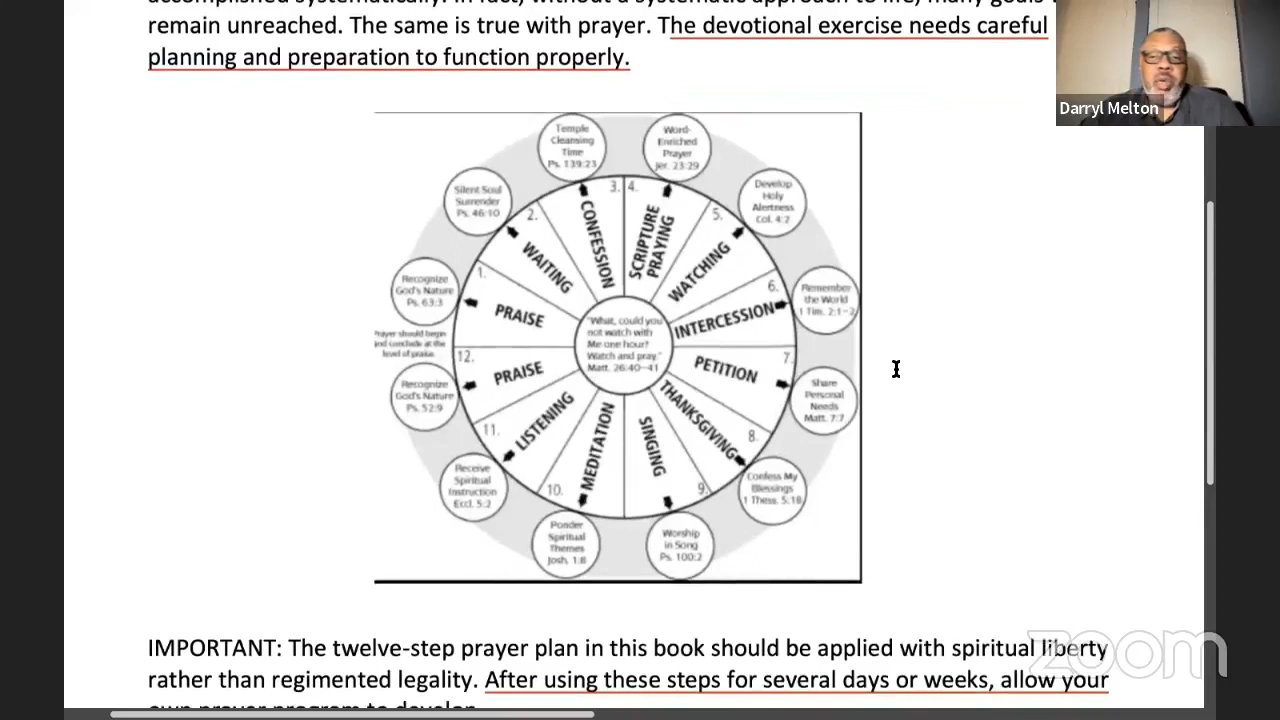 remain unreached. The same is true with prayer. The devotional exercise needs careful
planning and preparation to function properly.
Darryl Melton
Temple
Cleansing
Time
Ps. 139:23
Word-
Enriched
Prayer
Jer. 23:29
Silent Soul
Surrender
Ps. 46:10
Develop
Holy
Alertness
Col. 4:2
Recognize
God's Nature
Ps. 63:3
Remember
the World
1 Tim. 2:1-2
level of praise.
Recognize
God's Nature
Ps. 52:9
Share
Personal
Needs
Matt. 7:7
Receive
Spiritual
Instruction
Eccl. 5:2
Confess My
Blessings
1 Thess. 5:18
Ponder
Spiritual
Themes
Josh. 1:8
Worship
in Song
Ps. 100:2
1.
PRAISE
2.
WAITING
3.
CONFESSION
4.
SCRIPTURE
PRAYING
5.
WATCHING
6.
INTERCESSION
7.
PETITION
8.
THANKSGIVING
9.
SINGING
10.
MEDITATION
11.
LISTENING
12.
PRAISE
"What, could you
not watch with
Me one hour?
Watch and pray."
Matt. 26:40-41
IMPORTANT: The twelve-step prayer plan in this book should be applied with spiritual liberty
rather than regimented legality. After using these steps for several days or weeks, allow your
own prayer program to develop
zoom